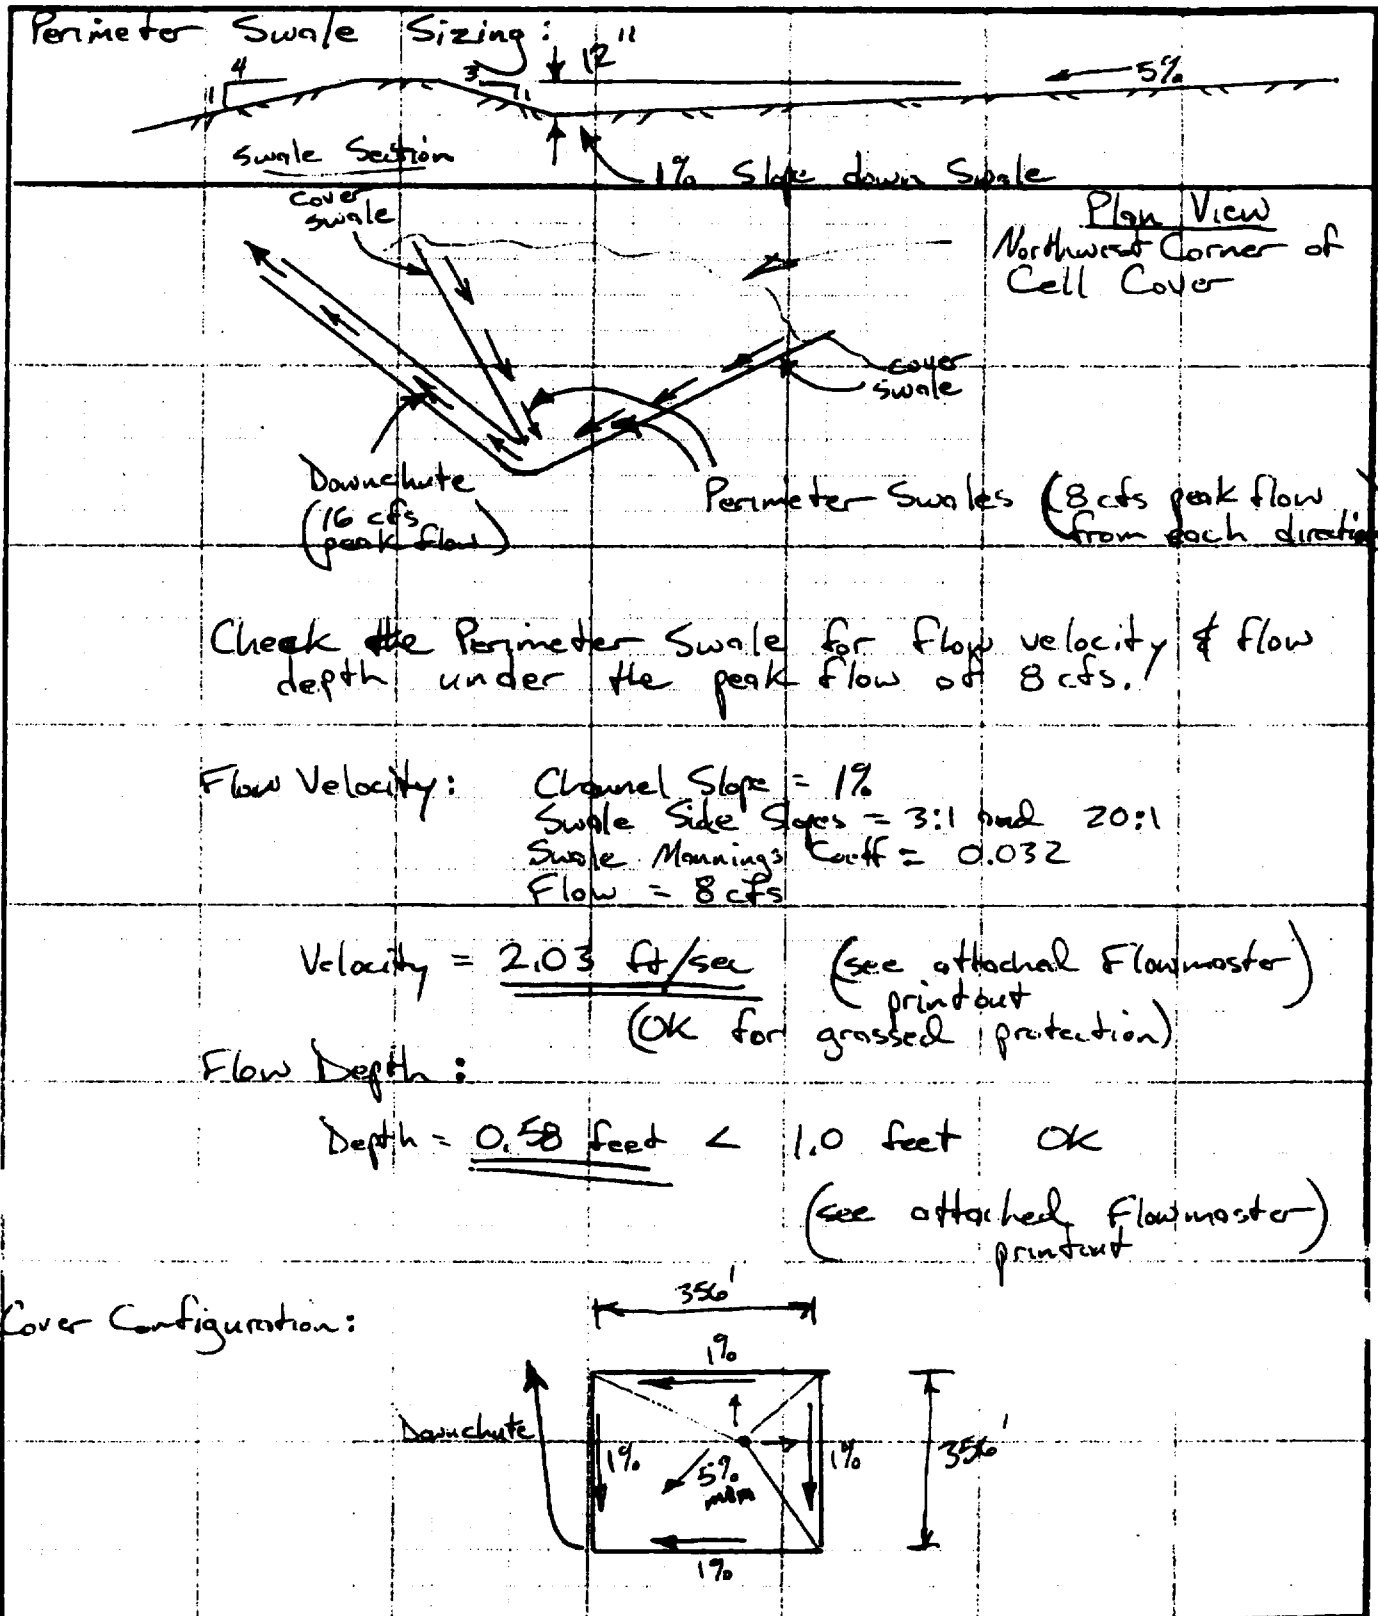 Perimeter Swale Sizing:
12"
4
1
3
1
5%
Swale Section
1% Slope down Swale
cover
swale
Plan View
Northwest Corner of
Cell Cover
cover
swale
Downchute
(16 cfs
peak flow)
Perimeter Swales (8 cfs peak flow
from each direction
Check the Perimeter Swale for flow velocity & flow
depth under the peak flow of 8 cfs.
Flow Velocity: Channel Slope = 1%
Swale Side Slopes = 3:1 and 20:1
Swale Mannings Coeff = 0.032
Flow = 8 cfs
Velocity = 2.03 ft/sec (see attached Flowmaster)
printout
(OK for grassed protection)
Flow Depth:
Depth = 0.58 feet < 1.0 feet OK
(see attached Flowmaster)
printout
Cover Configuration:
356'
1%
Downchute
1%
5%
1%
356'
1%